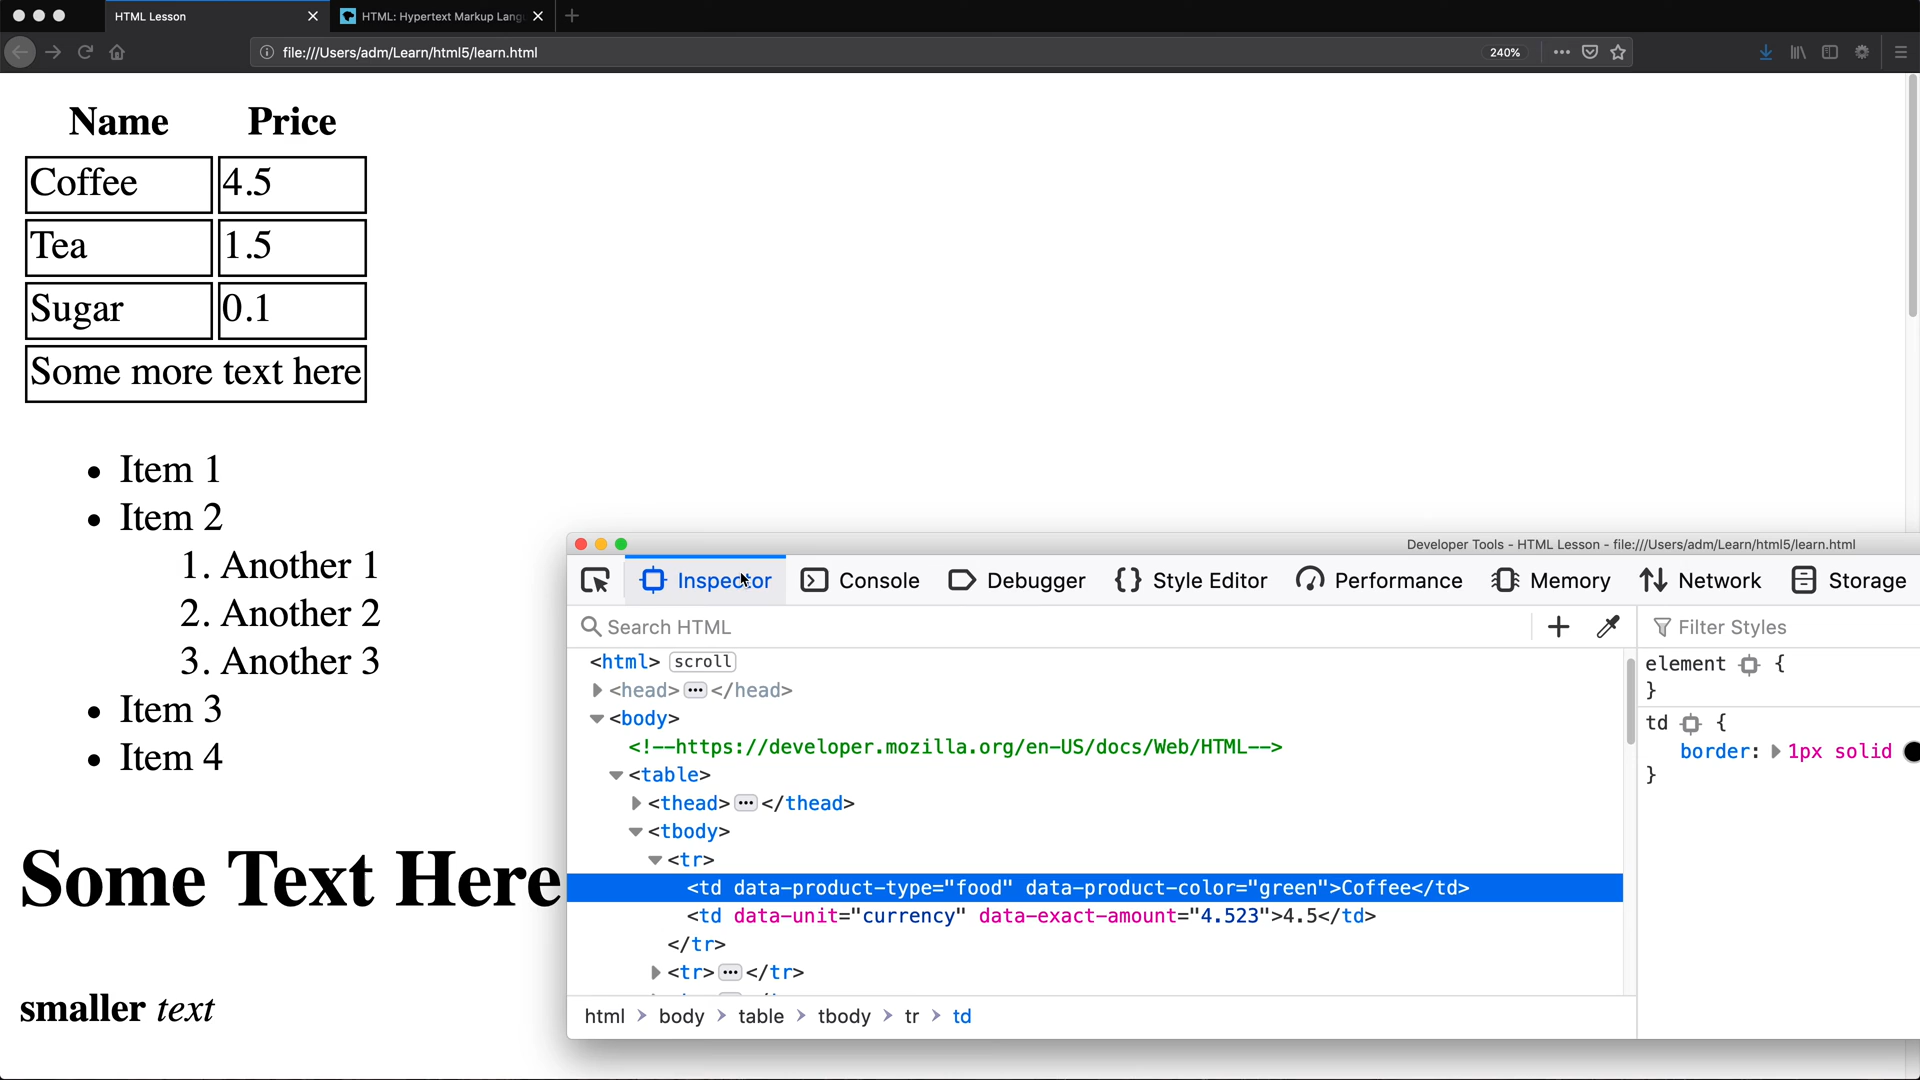 HTML Lesson
HTML: Hypertext Markup Lang
file:///Users/adm/Learn/html5/learn.html
240%
Name Price
Coffee 4.5
Tea 1.5
Sugar 0.1
Some more text here
• Item 1
• Item 2
1. Another 1
2. Another 2
3. Another 3
• Item 3
• Item 4
Some Text Here
smaller text
Developer Tools - HTML Lesson - file:///Users/adm/Learn/html5/learn.html
Inspector Console Debugger Style Editor Performance Memory Network Storage
Search HTML
<html> scroll
<head> ••• </head>
<body>
<!--https://developer.mozilla.org/en-US/docs/Web/HTML-->
<table>
<thead> ••• </thead>
<tbody>
<tr>
<td data-product-type="food" data-product-color="green">Coffee</td>
<td data-unit="currency" data-exact-amount="4.523">4.5</td>
</tr>
<tr> ••• </tr>
html > body > table > tbody > tr > td
Filter Styles
element {
}
td {
border: 1px solid
}